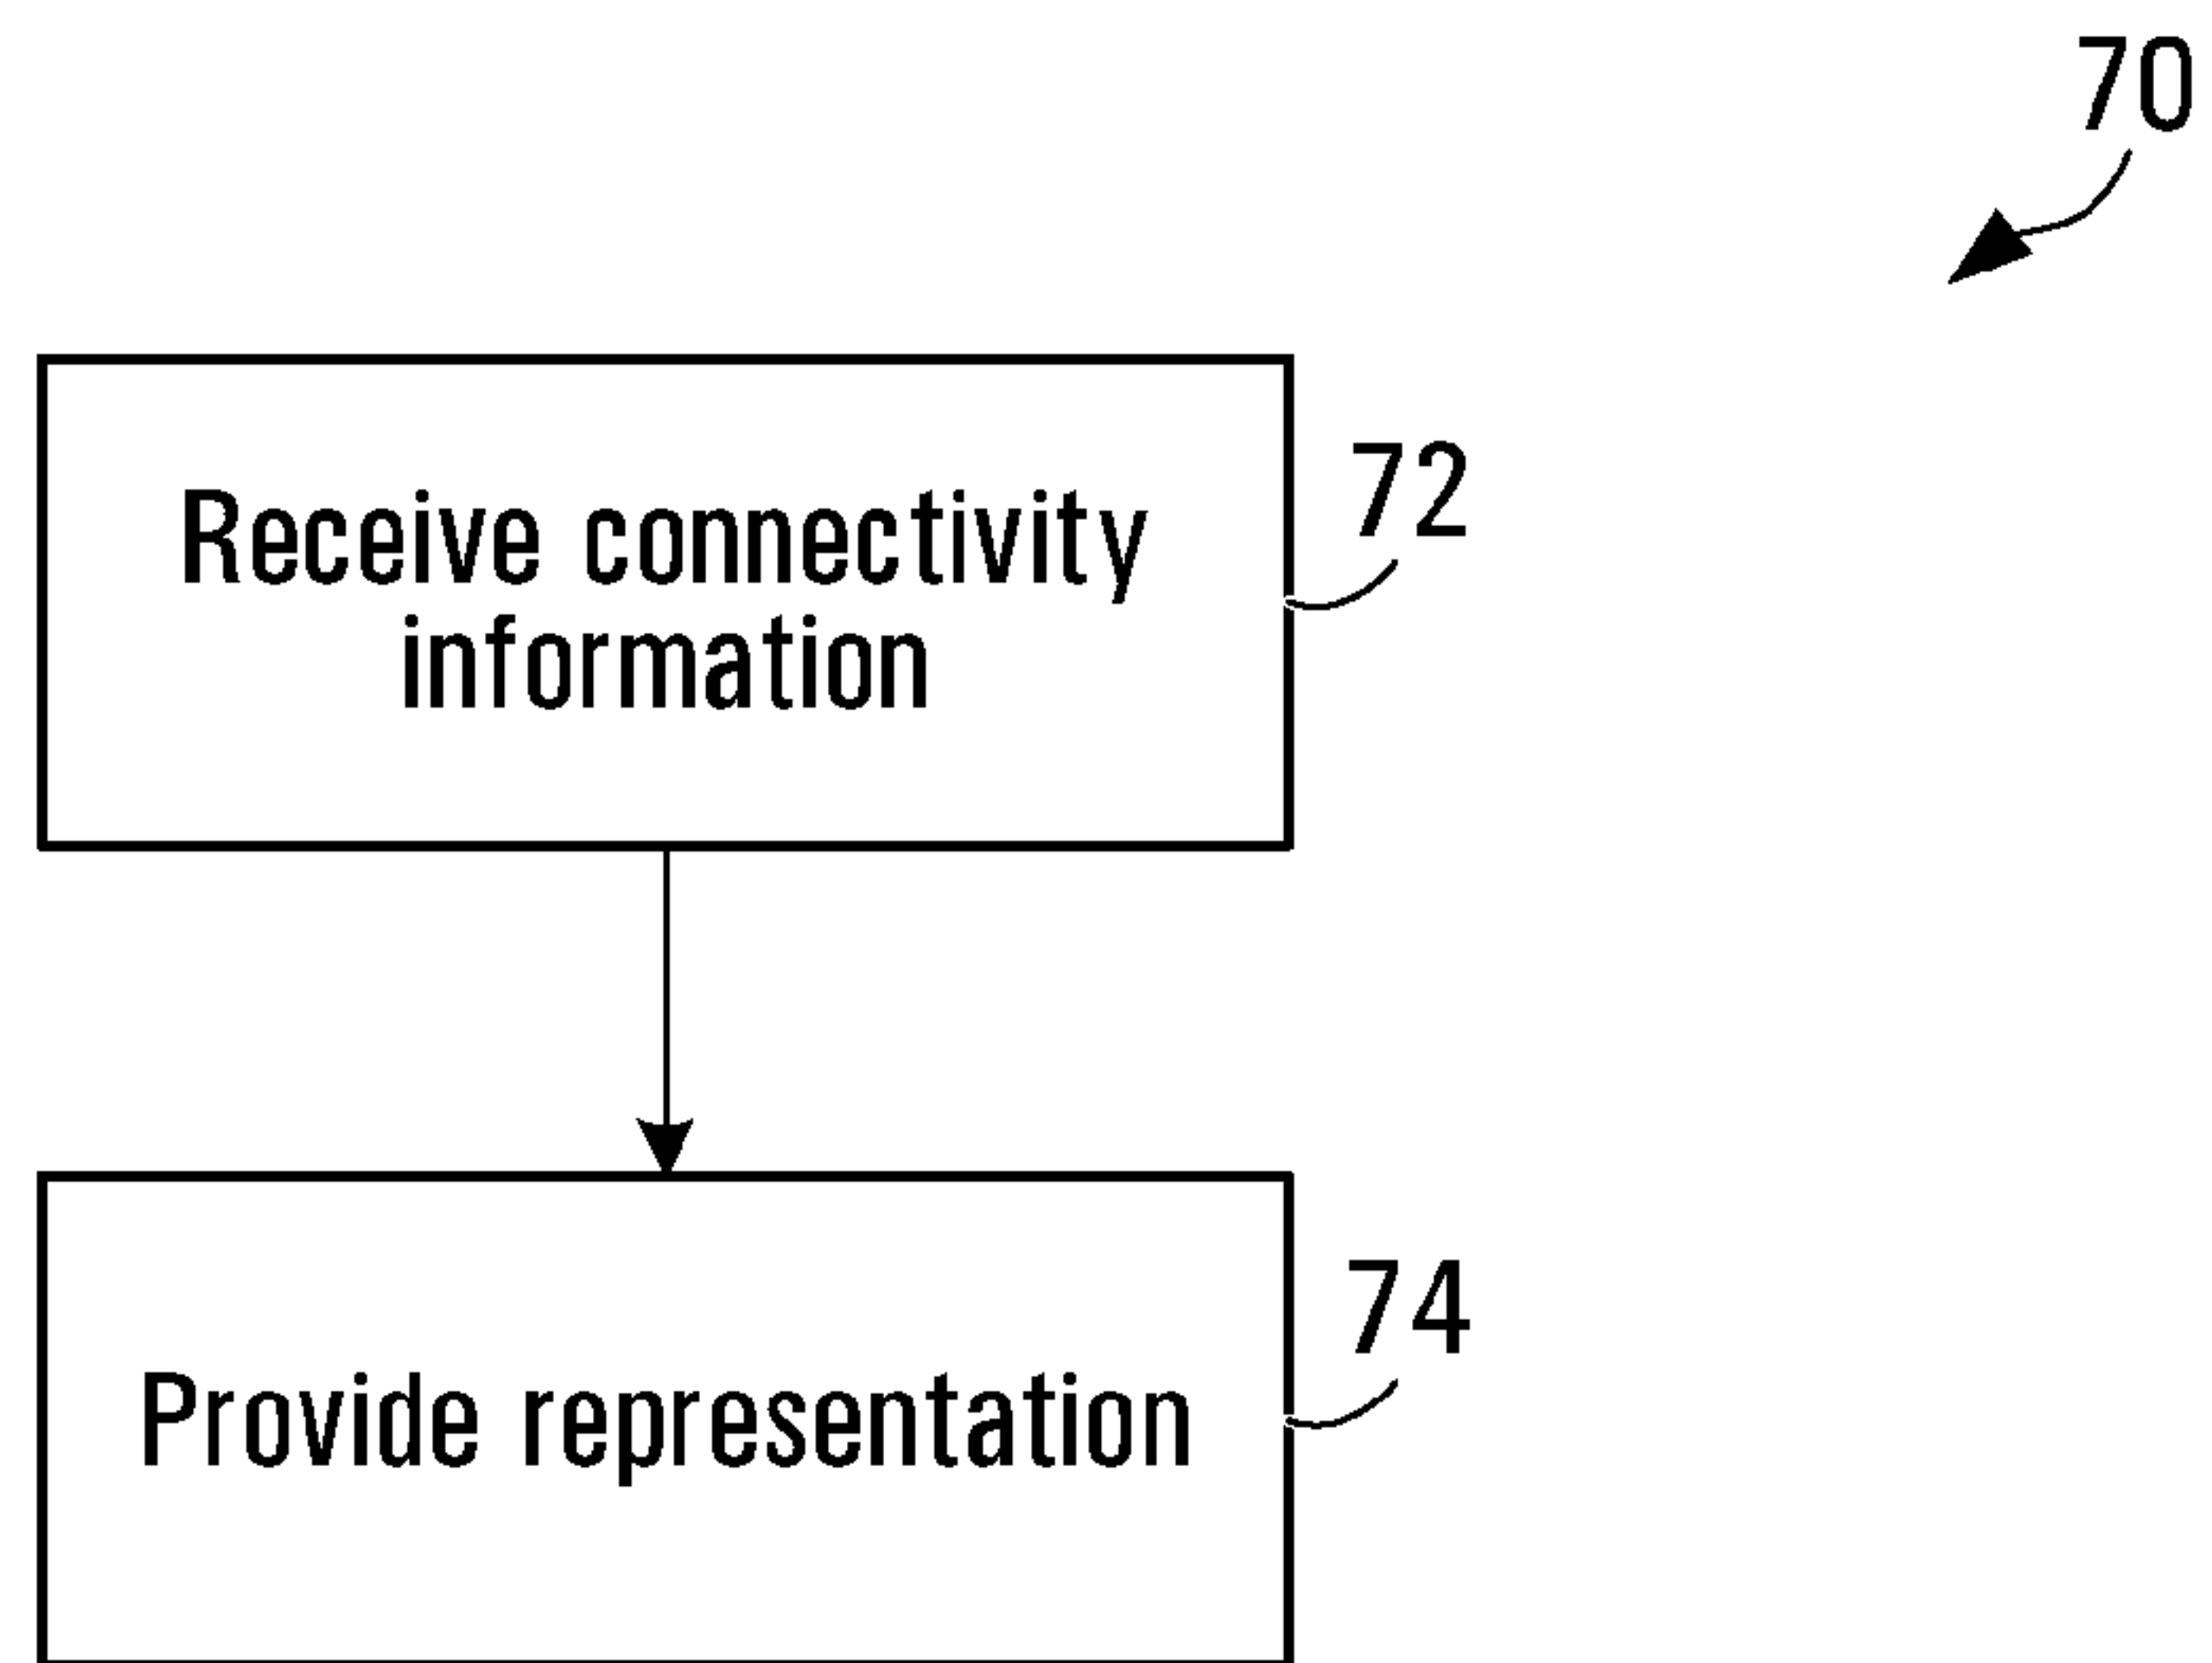 70
Receive connectivity
information
72
Provide representation
74